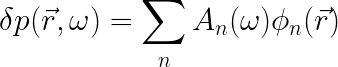 δp(r⃗, ω) = ∑ₙ Aₙ(ω)ϕₙ(r⃗)